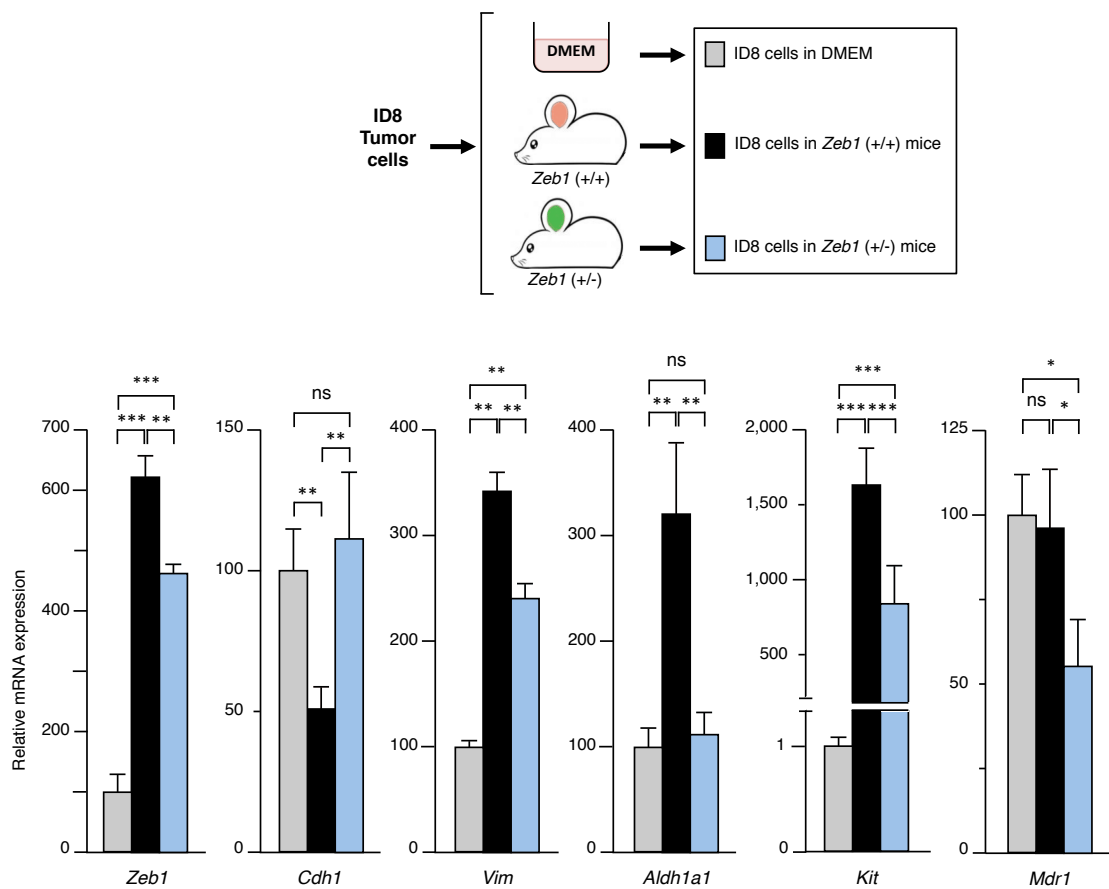 DMEM
ID8 cells in DMEM
ID8
Tumor
cells
ID8 cells in Zeb1 (+/+) mice
Zeb1 (+/+)
ID8 cells in Zeb1 (+/-) mice
Zeb1 (+/-)
Relative mRNA expression
***
*** **
700
600
400
200
0
Zeb1
ns
**
**
150
100
50
0
Cdh1
**
** **
400
300
200
100
0
Vim
ns
** **
400
300
200
100
0
Aldh1a1
***
*** ***
2,000
1,500
1,000
500
1
0
Kit
*
ns *
125
100
50
0
Mdr1